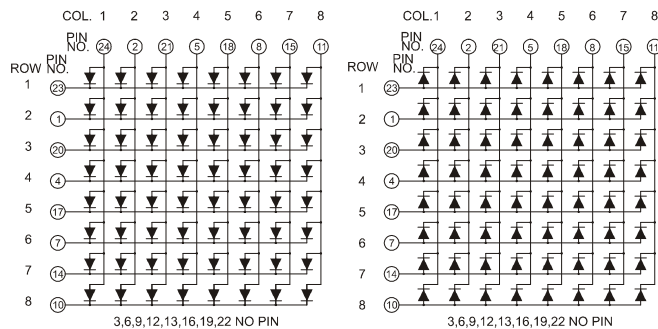 COL. 1 2 3 4 5 6 7 8
PIN NO. 24 2 21 5 18 8 15 11
ROW PIN NO.
1 23
2 1
3 20
4 4
5 17
6 7
7 14
8 10
3,6,9,12,13,16,19,22 NO PIN
COL. 1 2 3 4 5 6 7 8
PIN NO. 24 2 21 5 18 8 15 11
ROW PIN NO.
1 23
2 1
3 20
4 4
5 17
6 7
7 14
8 10
3,6,9,12,13,16,19,22 NO PIN